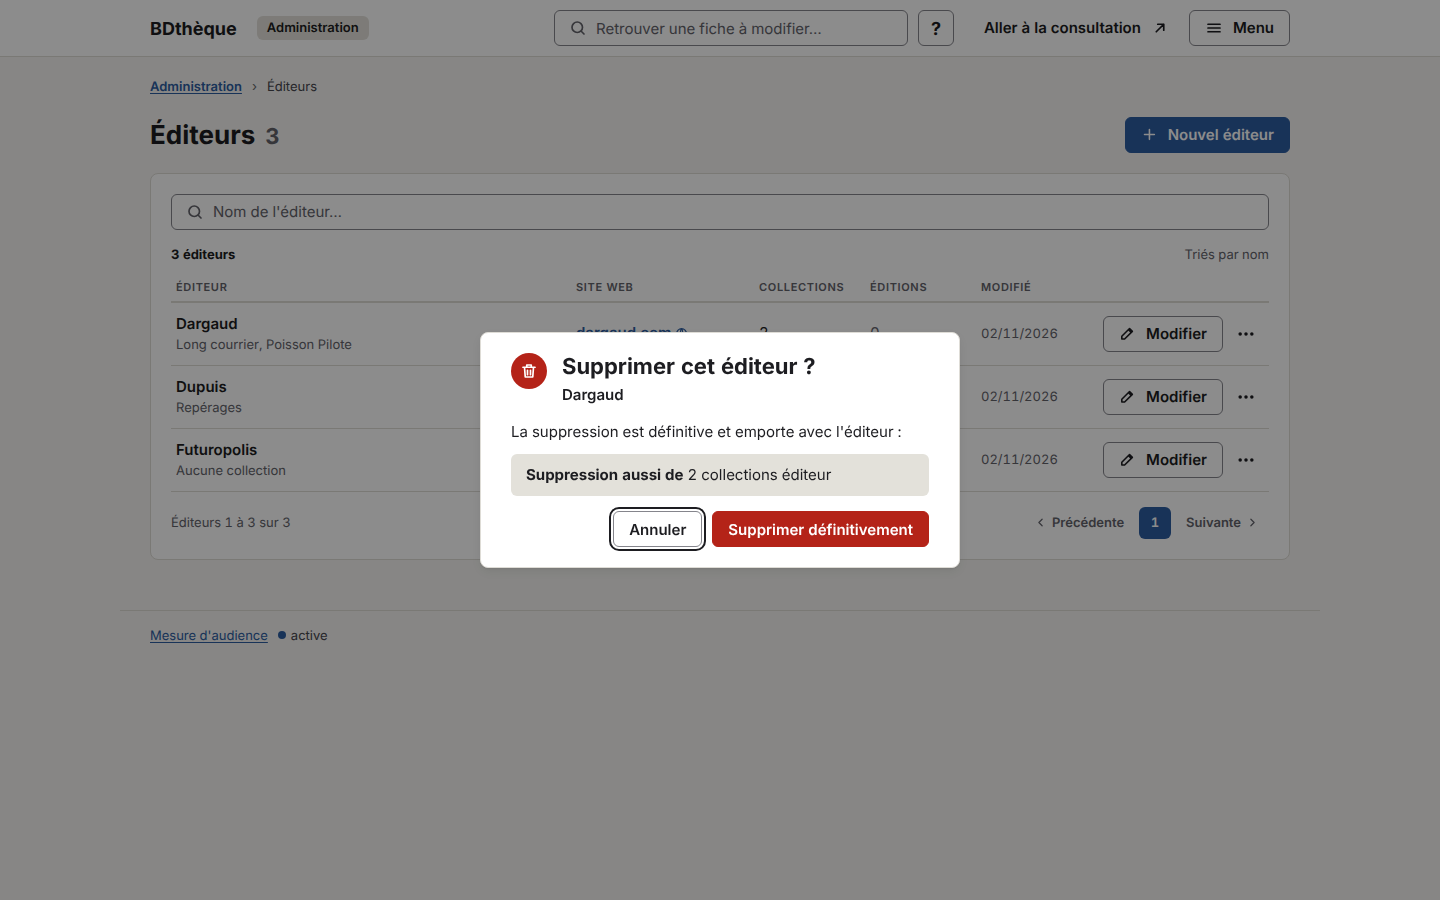 BDthèque Administration Retrouver une fiche à modifier... ? Aller à la consultation Menu
Administration › Éditeurs
Éditeurs 3 Nouvel éditeur
Nom de l'éditeur...
3 éditeurs Triés par nom
ÉDITEUR SITE WEB COLLECTIONS ÉDITIONS MODIFIÉ
Dargaud 02/11/2026 Modifier
Long courrier, Poisson Pilote
Dupuis 02/11/2026 Modifier
Repérages
Futuropolis 02/11/2026 Modifier
Aucune collection
Éditeurs 1 à 3 sur 3 Précédente 1 Suivante
Supprimer cet éditeur ?
Dargaud
La suppression est définitive et emporte avec l'éditeur :
Suppression aussi de 2 collections éditeur
Annuler Supprimer définitivement
Mesure d'audience active